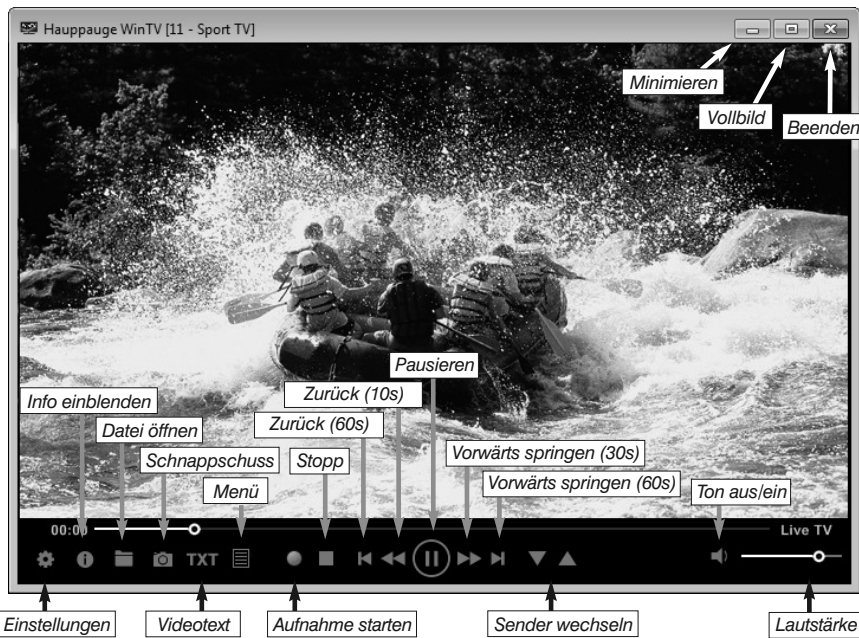 Hauppauge WinTV [11 - Sport TV]
Minimieren
Vollbild
Beenden
Pausieren
Info einblenden
Zurück (10s)
Datei öffnen
Zurück (60s)
Schnappschuss
Stopp
Vorwärts springen (30s)
Menü
Vorwärts springen (60s)
Ton aus/ein
00:00
Live TV
TXT
Einstellungen
Videotext
Aufnahme starten
Sender wechseln
Lautstärke